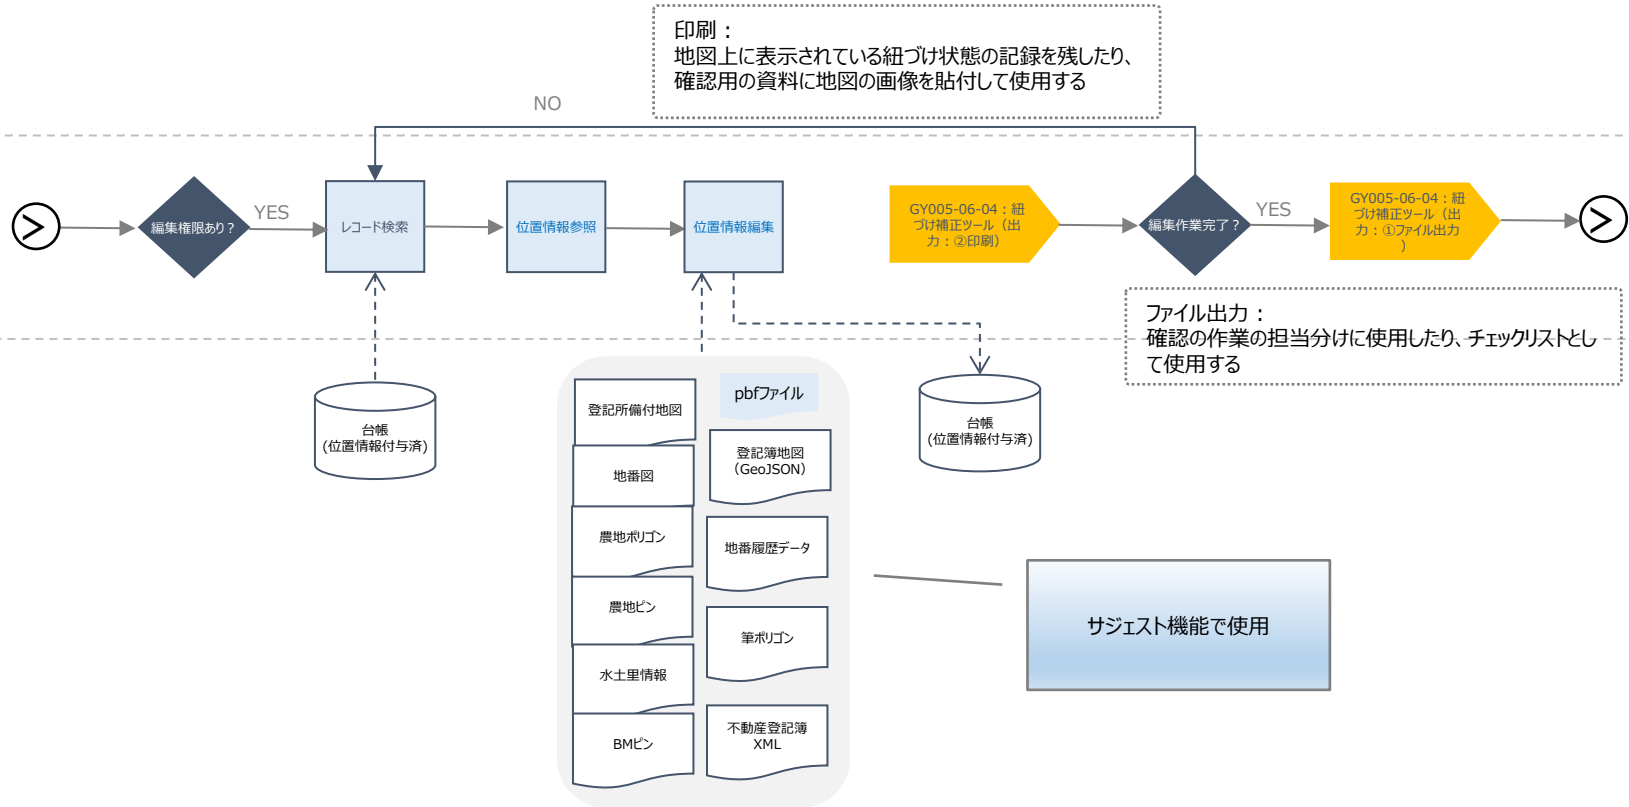 印刷：
地図上に表示されている紐づけ状態の記録を残したり、
確認用の資料に地図の画像を貼付して使用する
NO
編集権限あり？
YES
レコード検索
位置情報参照
位置情報編集
GY005-06-04：紐
づけ補正ツール（出
力：②印刷）
編集作業完了？
YES
GY005-06-04：紐
づけ補正ツール（出
力：①ファイル出力
）
ファイル出力：
確認の作業の担当分けに使用したり、チェックリストとし
て使用する
台帳
(位置情報付与済)
登記所備付地図
地番図
農地ポリゴン
農地ピン
水土里情報
BMピン
pbfファイル
登記簿地図
（GeoJSON）
地番履歴データ
筆ポリゴン
不動産登記簿
XML
台帳
(位置情報付与済)
サジェスト機能で使用